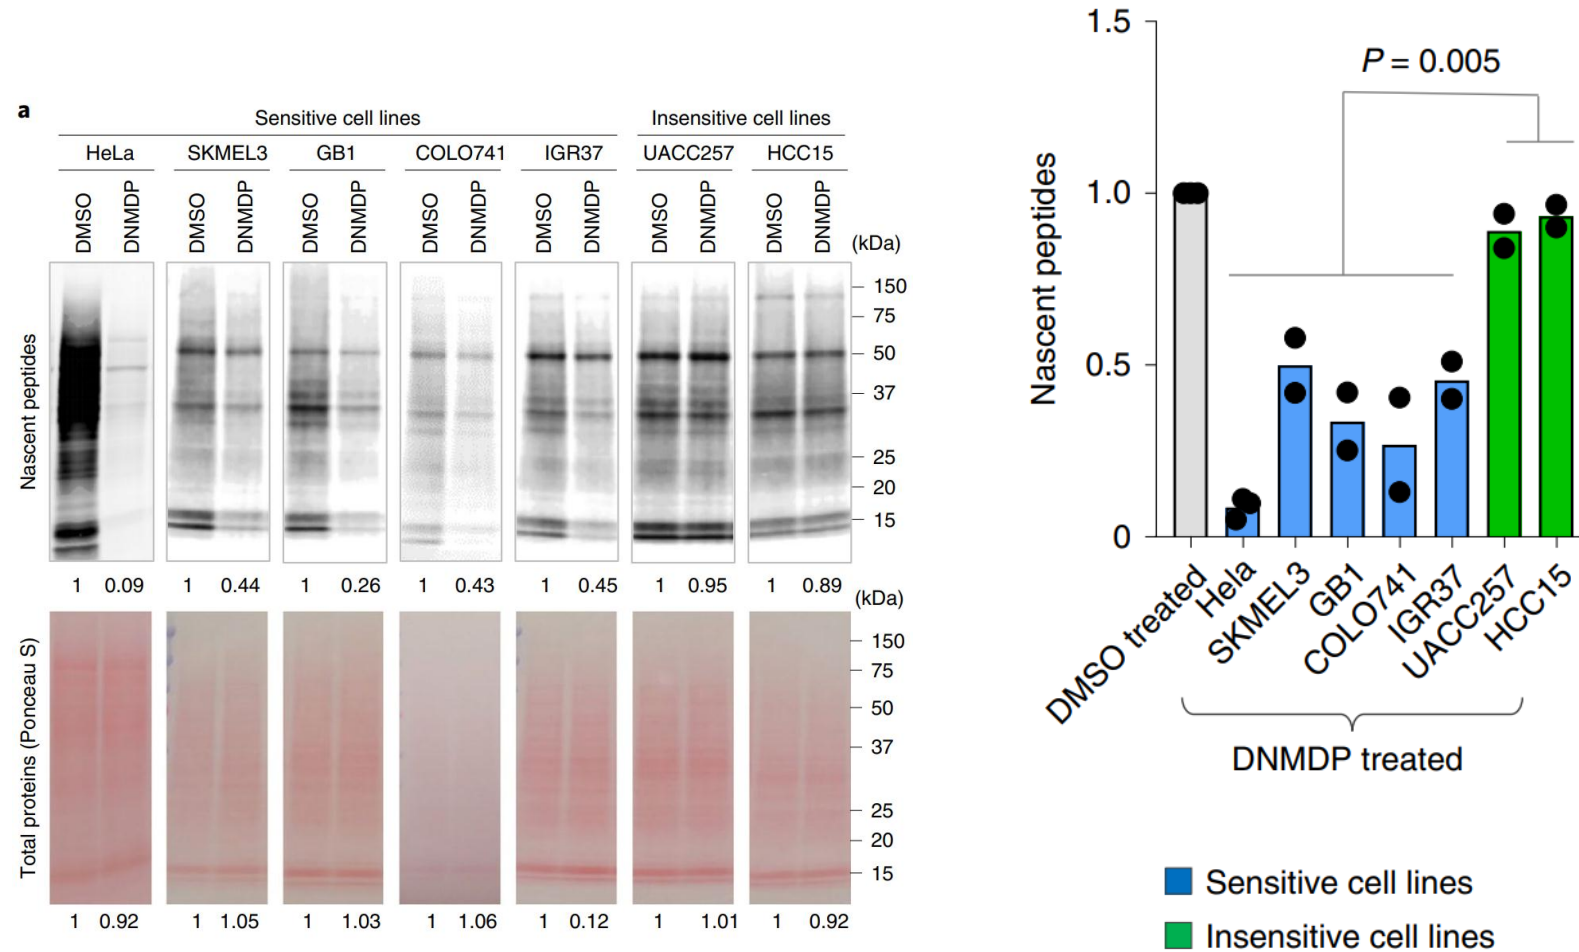 a
Sensitive cell lines
Insensitive cell lines
HeLa SKMEL3 GB1 COLO741 IGR37 UACC257 HCC15
DMSO DNMDP DMSO DNMDP DMSO DNMDP DMSO DNMDP DMSO DNMDP DMSO DNMDP DMSO DNMDP
(kDa)
Nascent peptides
150
75
50
37
25
20
15
1 0.09 1 0.44 1 0.26 1 0.43 1 0.45 1 0.95 1 0.89
(kDa)
Total proteins (Ponceau S)
150
75
50
37
25
20
15
1 0.92 1 1.05 1 1.03 1 1.06 1 0.12 1 1.01 1 0.92
Nascent peptides
1.5
1.0
0.5
0
P = 0.005
DMSO treated
Hela
SKMEL3
GB1
COLO741
IGR37
UACC257
HCC15
DNMDP treated
Sensitive cell lines
Insensitive cell lines